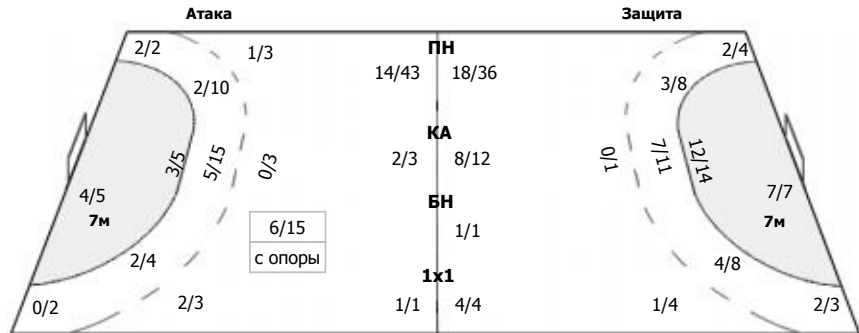 Атака Защита
2/2 1/3 ПН 2/4
2/10 14/43 18/36 3/8
КА
3/5 5/15 0/3 2/3 8/12 0/1 7/11 12/14
4/5 БН 7/7
7м 6/15 1/1 7м
с опоры
2/4 4/8
1x1
0/2 2/3 1/1 4/4 1/4 2/3